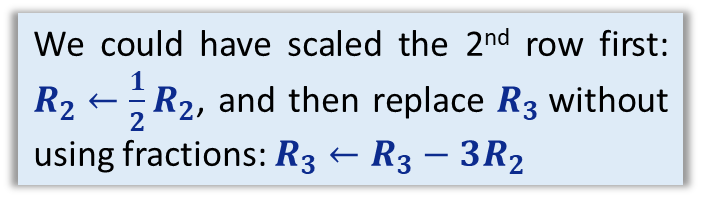 We could have scaled the 2nd row first:
R₂ ← ½ R₂, and then replace R₃ without
using fractions: R₃ ← R₃ − 3R₂